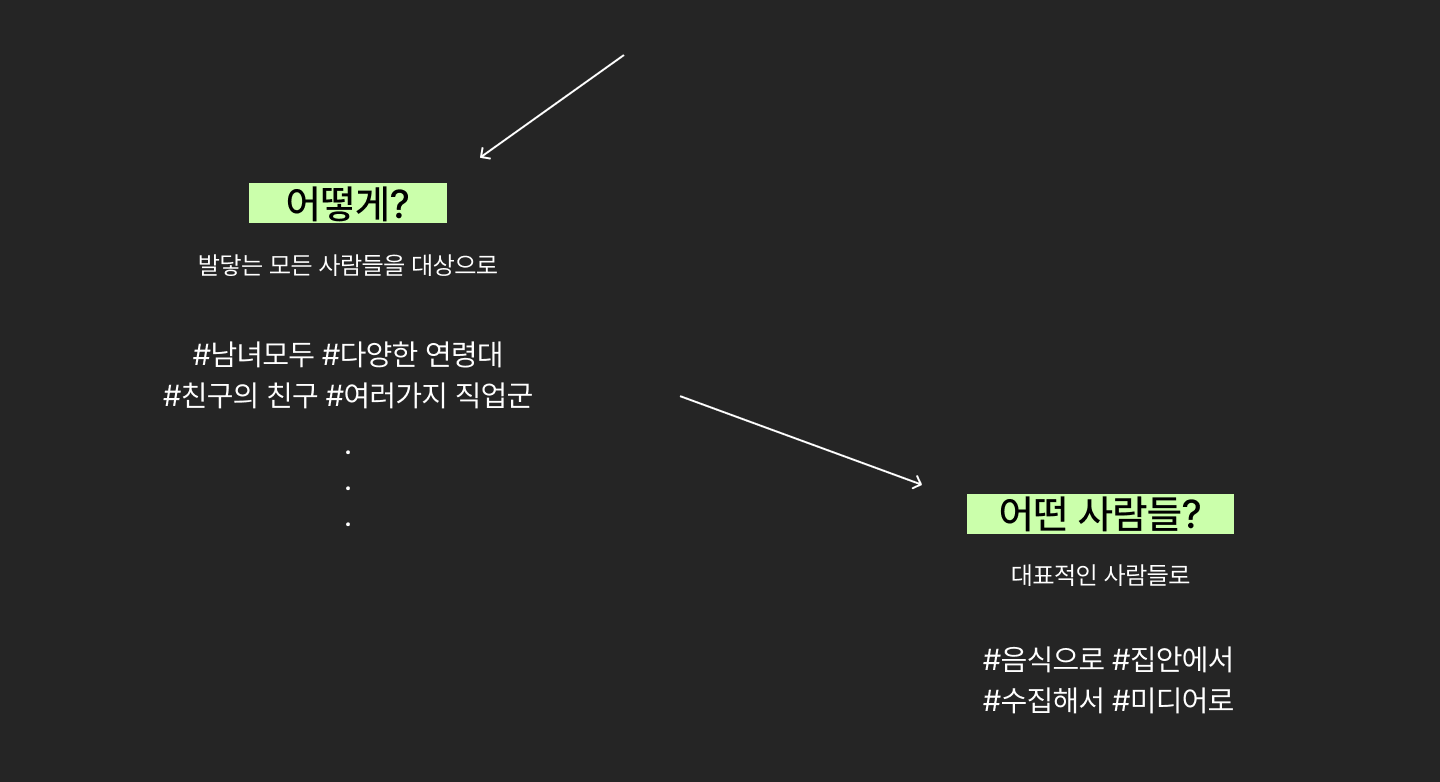 어떻게?
발닿는 모든 사람들을 대상으로
#남녀모두 #다양한 연령대
#친구의 친구 #여러가지 직업군
.
.
.
어떤 사람들?
대표적인 사람들로
#음식으로 #집안에서
#수집해서 #미디어로